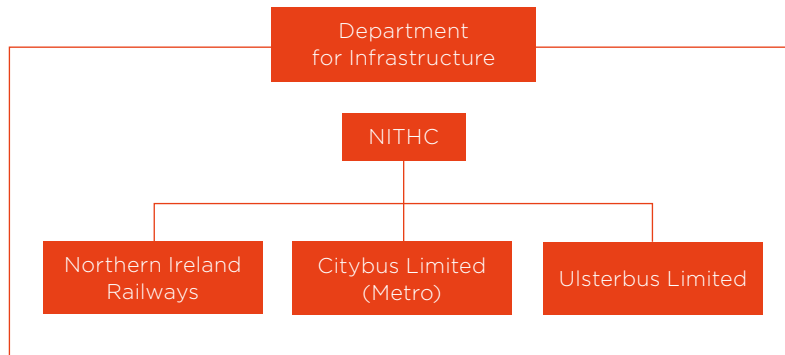 Department
for Infrastructure
NITHC
Northern Ireland
Railways
Citybus Limited
(Metro)
Ulsterbus Limited